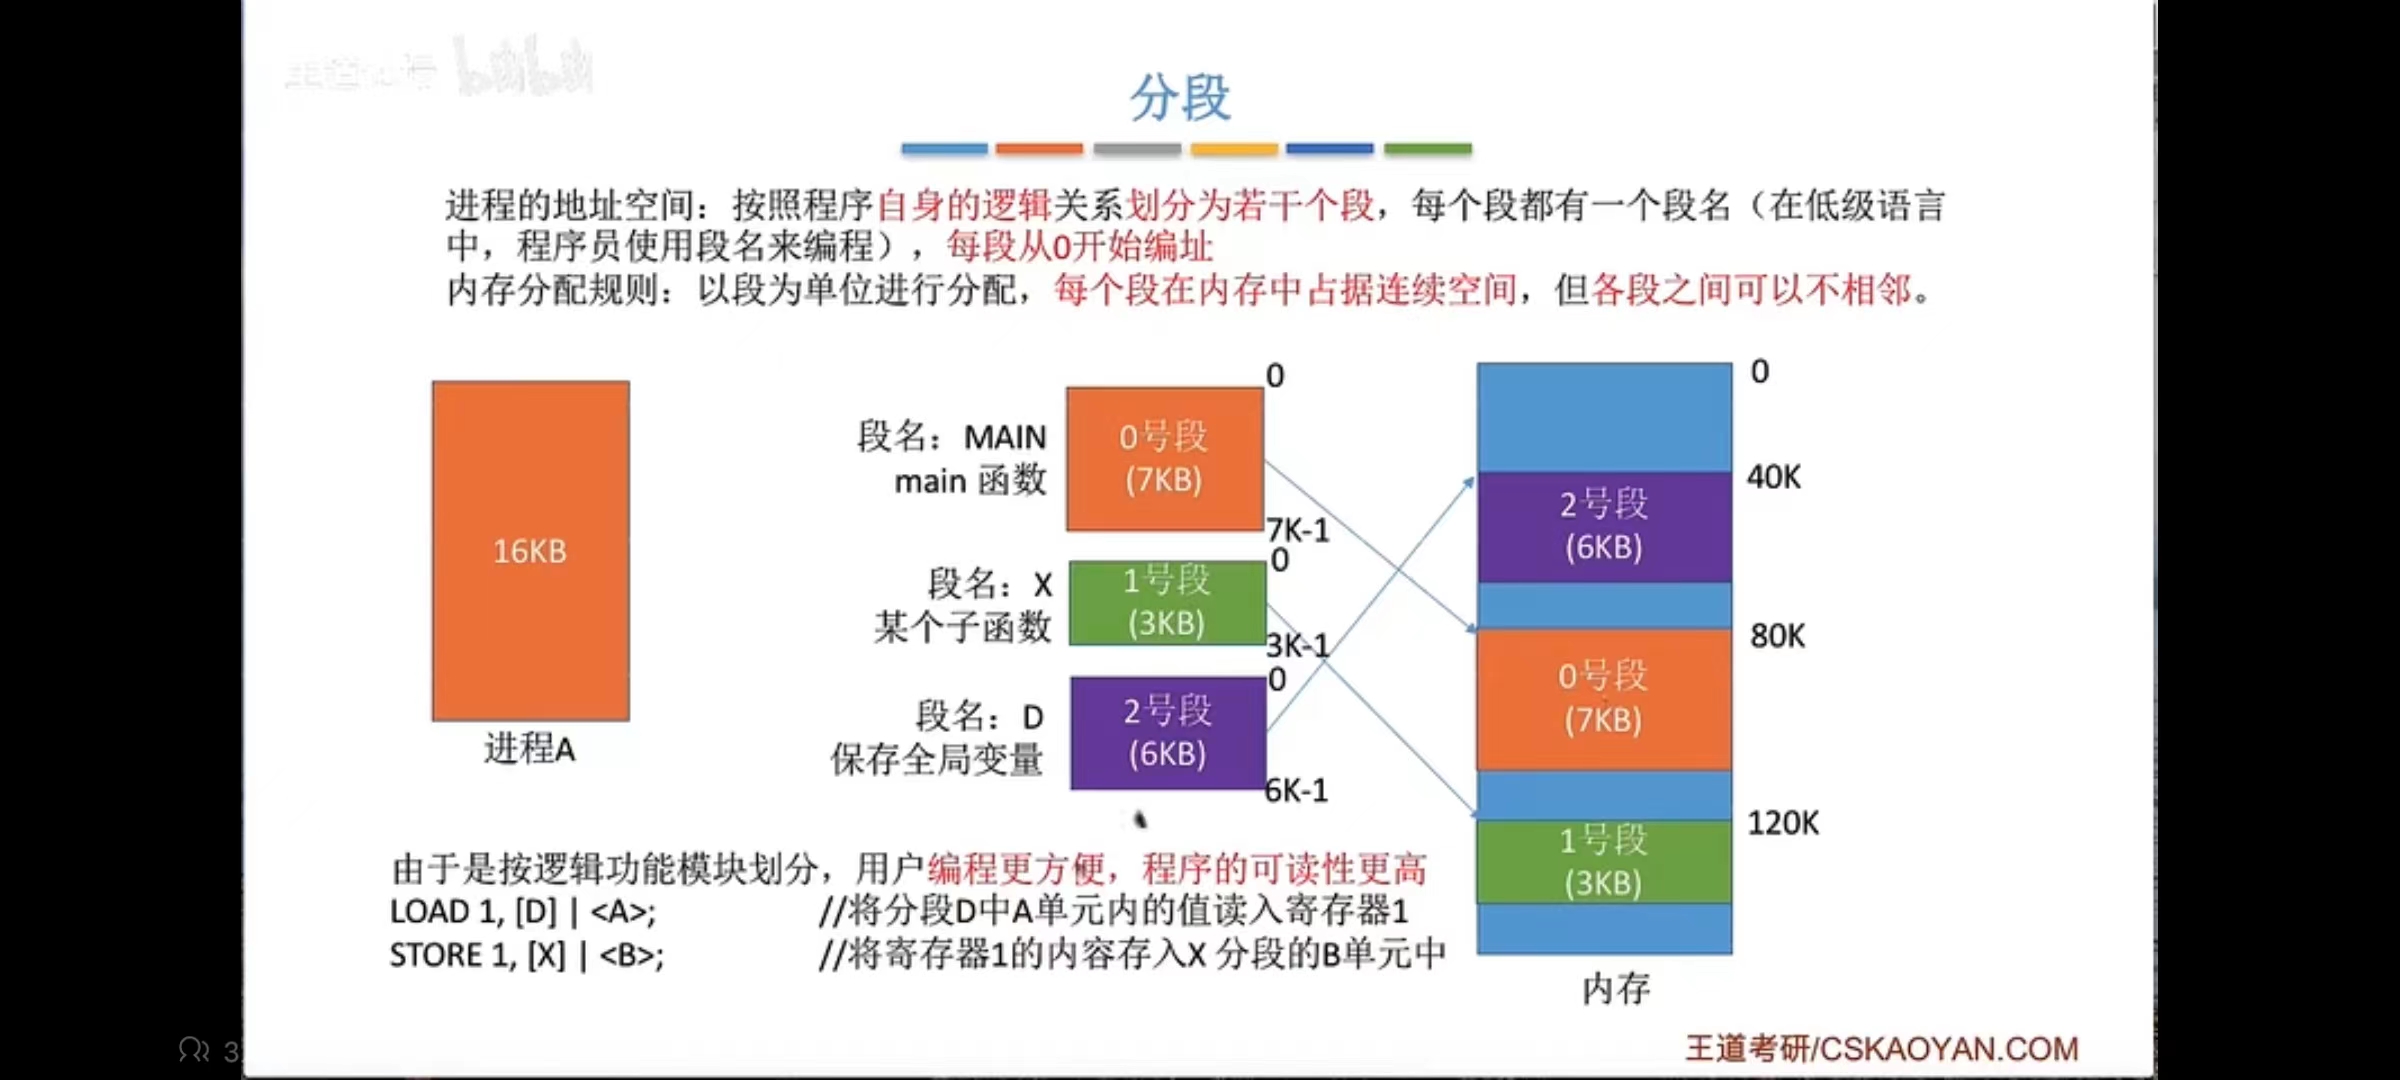 bilibili
分段
进程的地址空间：按照程序自身的逻辑关系划分为若干个段，每个段都有一个段名（在低级语言
中，程序员使用段名来编程），每段从0开始编址
内存分配规则：以段为单位进行分配，每个段在内存中占据连续空间，但各段之间可以不相邻。
16KB
进程A
段名：MAIN
main 函数
0号段
(7KB)
0
7K-1
段名：X
某个子函数
1号段
(3KB)
0
3K-1
段名：D
保存全局变量
2号段
(6KB)
0
6K-1
0
40K
2号段
(6KB)
80K
0号段
(7KB)
120K
1号段
(3KB)
内存
由于是按逻辑功能模块划分，用户编程更方便，程序的可读性更高
LOAD 1, [D] | <A>; //将分段D中A单元内的值读入寄存器1
STORE 1, [X] | <B>; //将寄存器1的内容存入X 分段的B单元中
王道考研/CSKAOYAN.COM